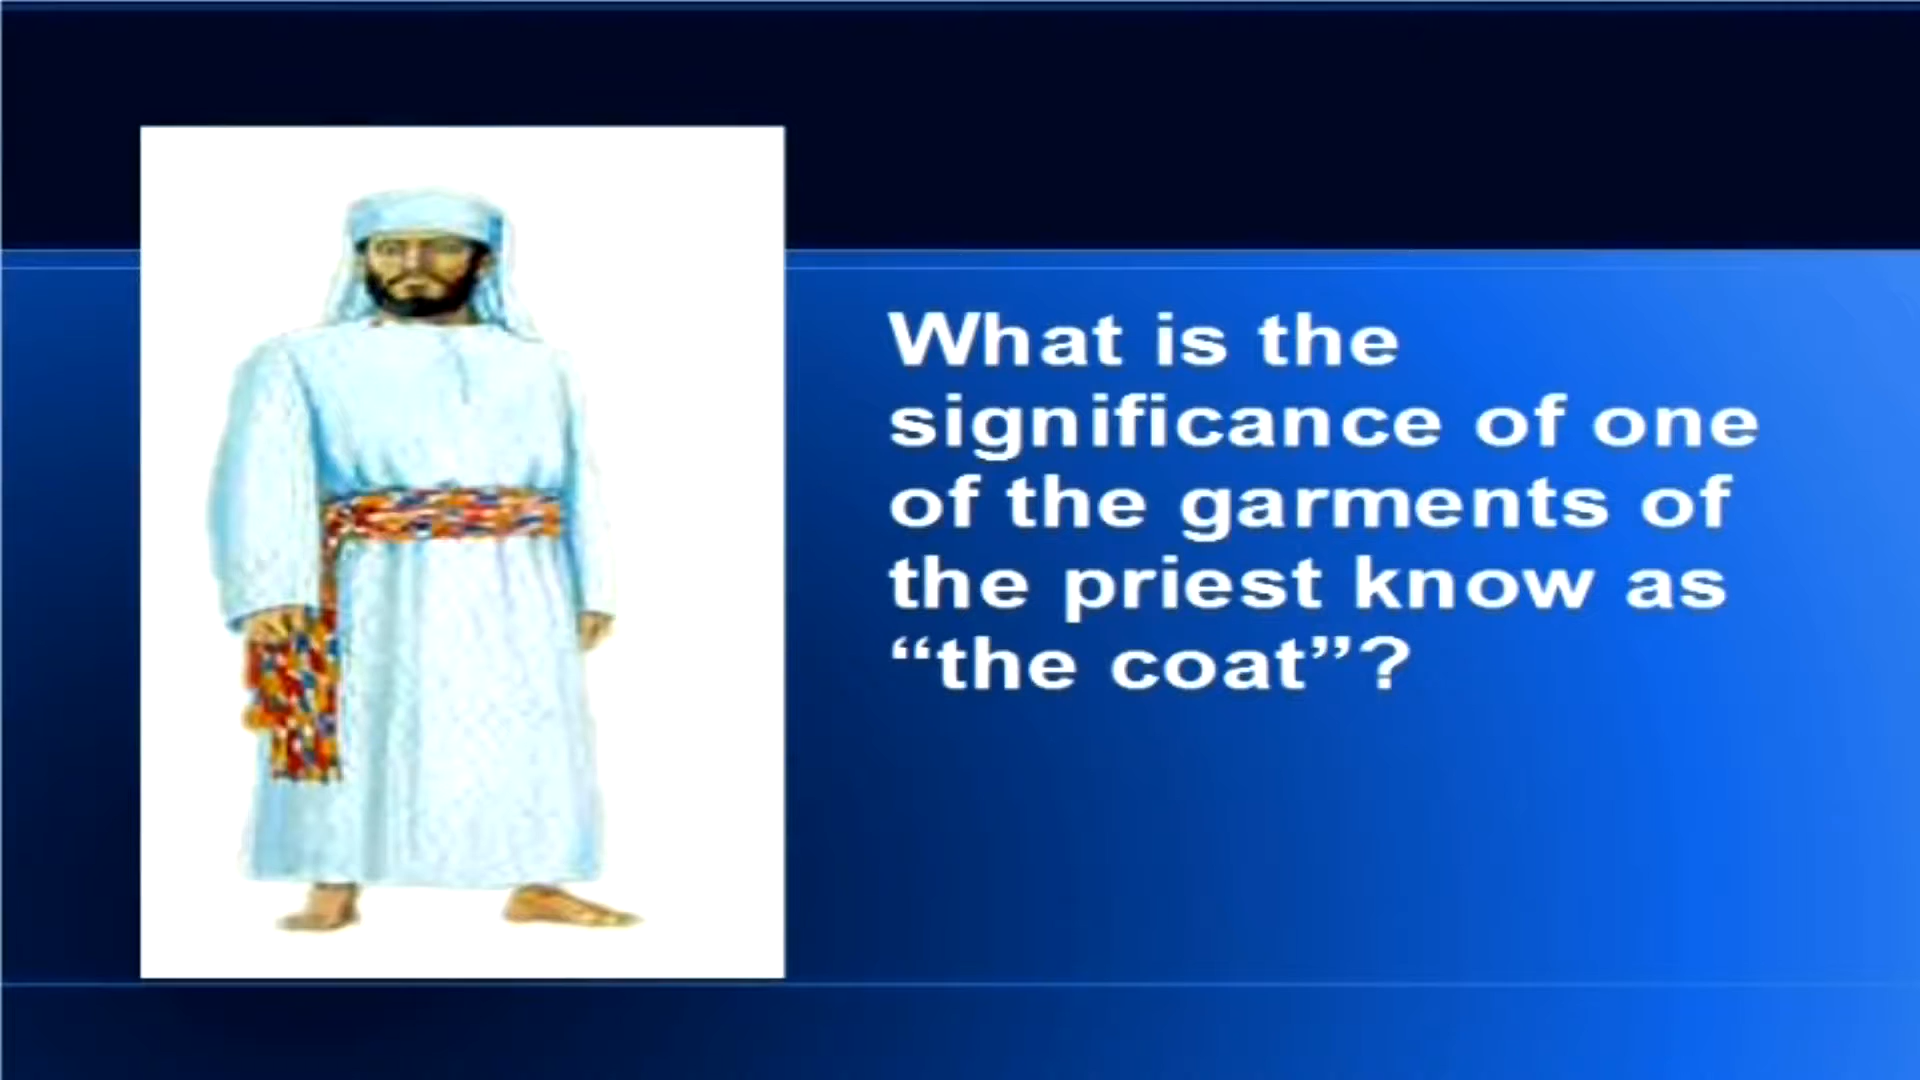 What is the
significance of one
of the garments of
the priest know as
“the coat”?